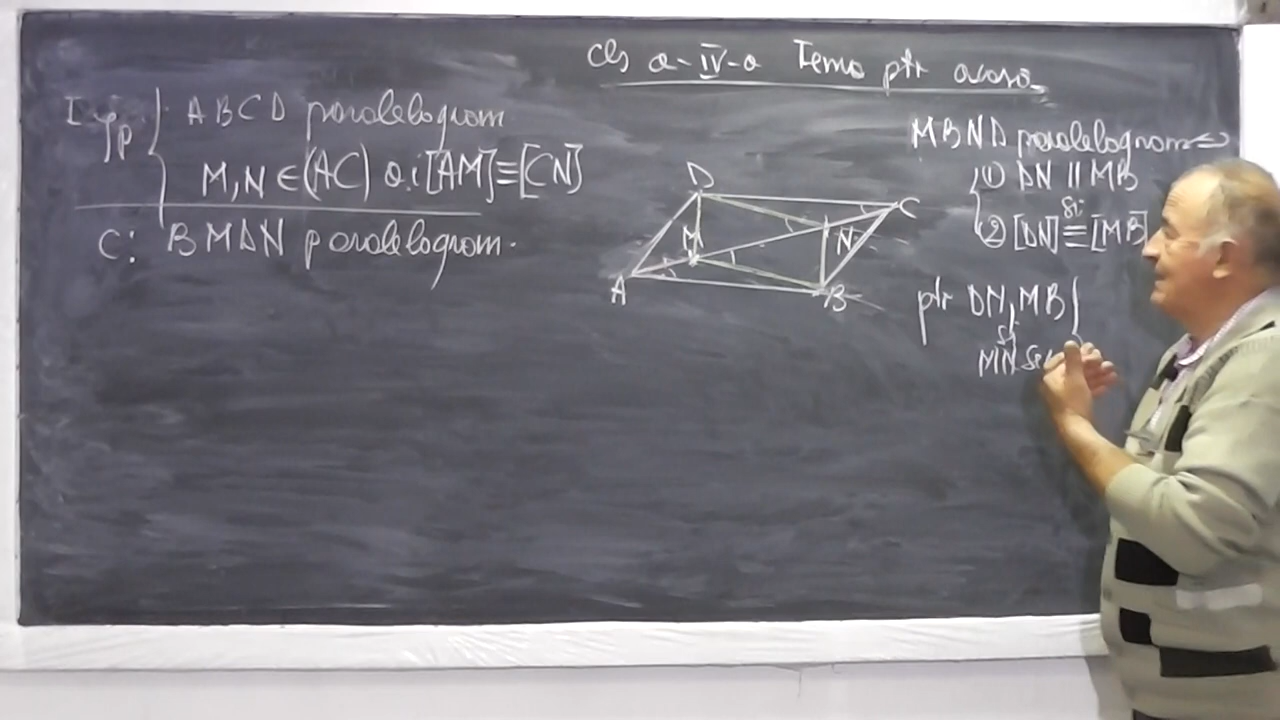 Cls a-IV-a Tema ptr acasă
Ip
ABCD paralelogram
M,N ∈ (AC) a.i [AM]≡[CN]
C: BMDN paralelogram.
D
C
M
N
A
B
MBND paralelogram ⇔
① DN || MB
și
② [DN]≡[MB]
ptr DN, MB
și
MN